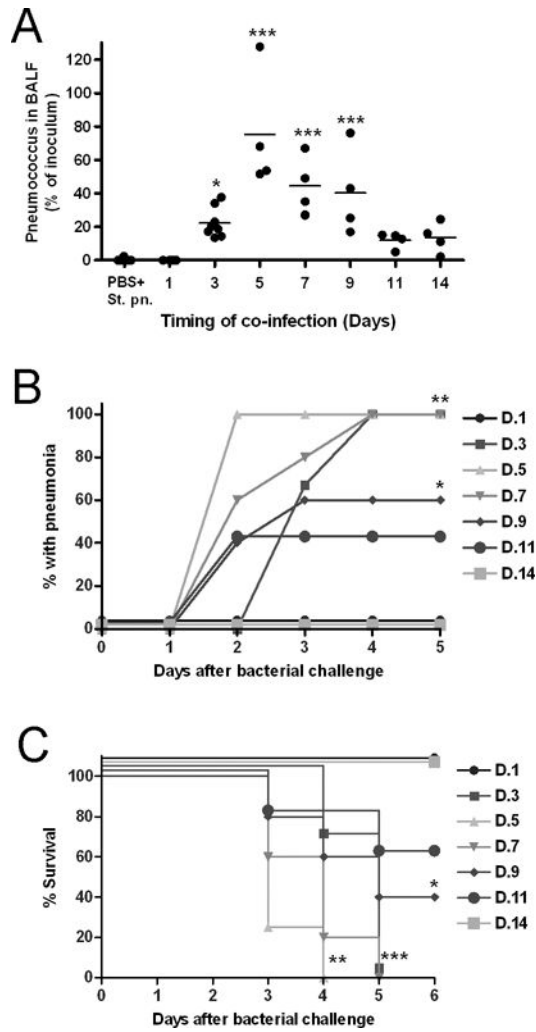 A
Pneumococcus in BALF
(% of inoculum)
120
100
80
60
40
20
0
*
***
***
***
PBS+
St. pn.
1
3
5
7
9
11
14
Timing of co-infection (Days)
B
% with pneumonia
100
80
60
40
20
0
**
*
0
1
2
3
4
5
Days after bacterial challenge
D.1
D.3
D.5
D.7
D.9
D.11
D.14
C
% Survival
100
80
60
40
20
0
*
**
***
0
1
2
3
4
5
6
Days after bacterial challenge
D.1
D.3
D.5
D.7
D.9
D.11
D.14